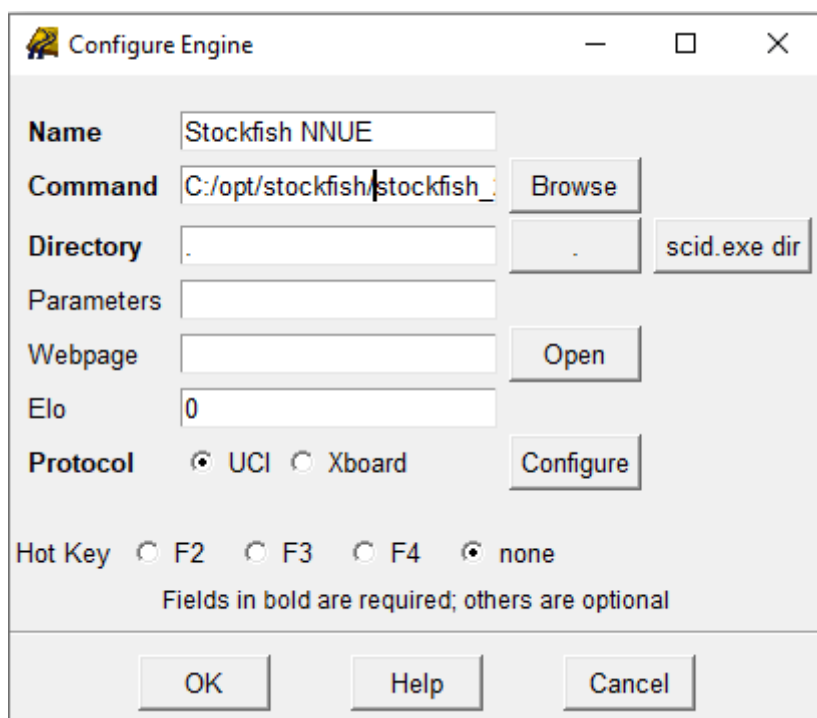 Configure Engine
Name Stockfish NNUE
Command C:/opt/stockfish/stockfish_ Browse
Directory . . scid.exe dir
Parameters
Webpage Open
Elo 0
Protocol UCI Xboard Configure
Hot Key F2 F3 F4 none
Fields in bold are required; others are optional
OK Help Cancel